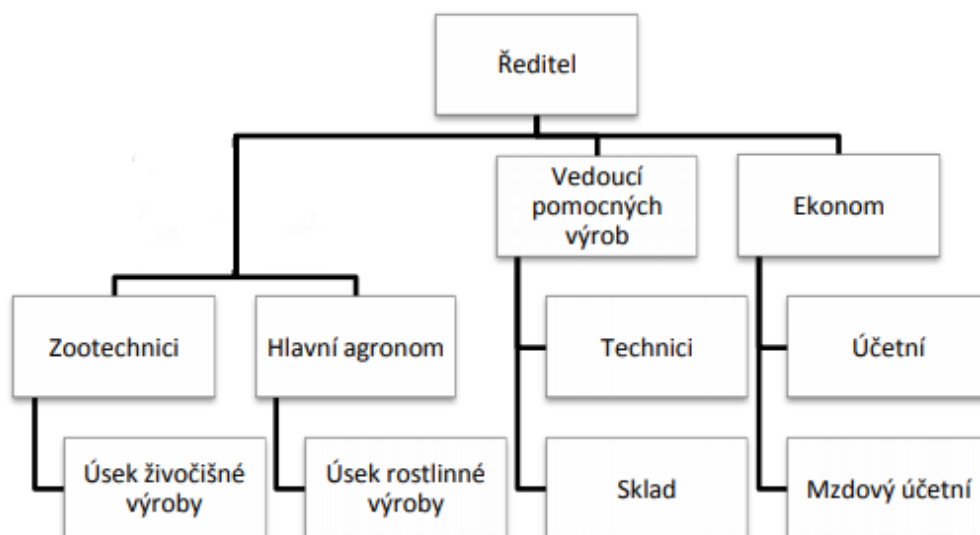 Ředitel
Vedoucí
pomocných
výrob
Ekonom
Zootechnici
Hlavní agronom
Technici
Účetní
Úsek živočišné
výroby
Úsek rostlinné
výroby
Sklad
Mzdový účetní